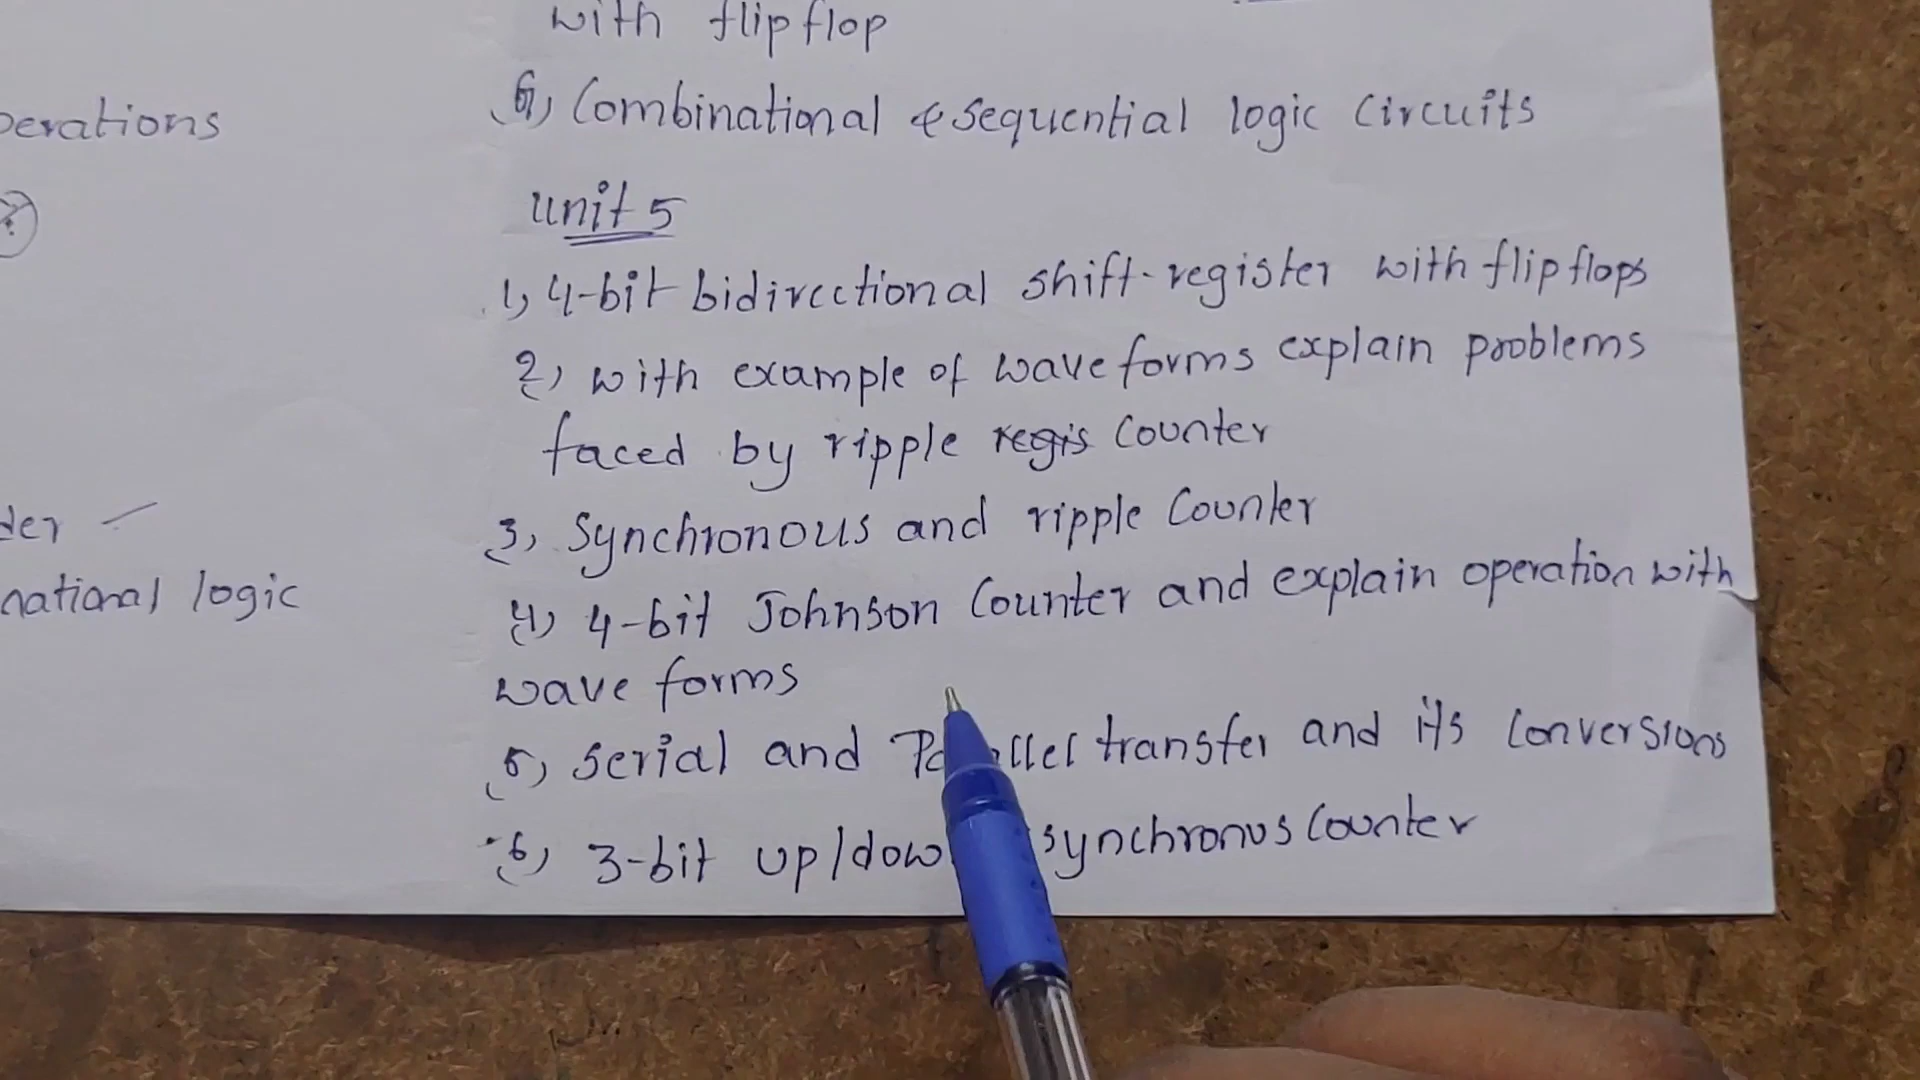 perations
der
national logic
with flipflop
6) Combinational & sequential logic circuits
unit 5
1) 4-bit bidirectional shift-register with flipflops
2) with example of wave forms explain problems
faced by ripple regis counter
3) Synchronous and ripple Counter
4) 4-bit Johnson Counter and explain operation with
wave forms
5) serial and transfer and its conversions
6) 3-bit up/dow synchronus Counter